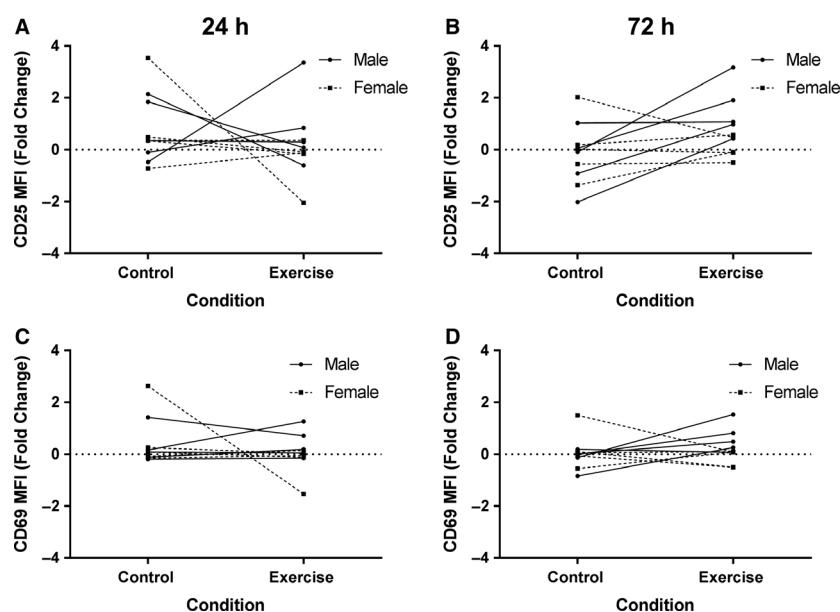 A
24 h
4
2
0
−2
−4
CD25 MFI (Fold Change)
Male
Female
Control
Exercise
Condition
B
72 h
4
2
0
−2
−4
CD25 MFI (Fold Change)
Male
Female
Control
Exercise
Condition
C
4
2
0
−2
−4
CD69 MFI (Fold Change)
Male
Female
Control
Exercise
Condition
D
4
2
0
−2
−4
CD69 MFI (Fold Change)
Male
Female
Control
Exercise
Condition